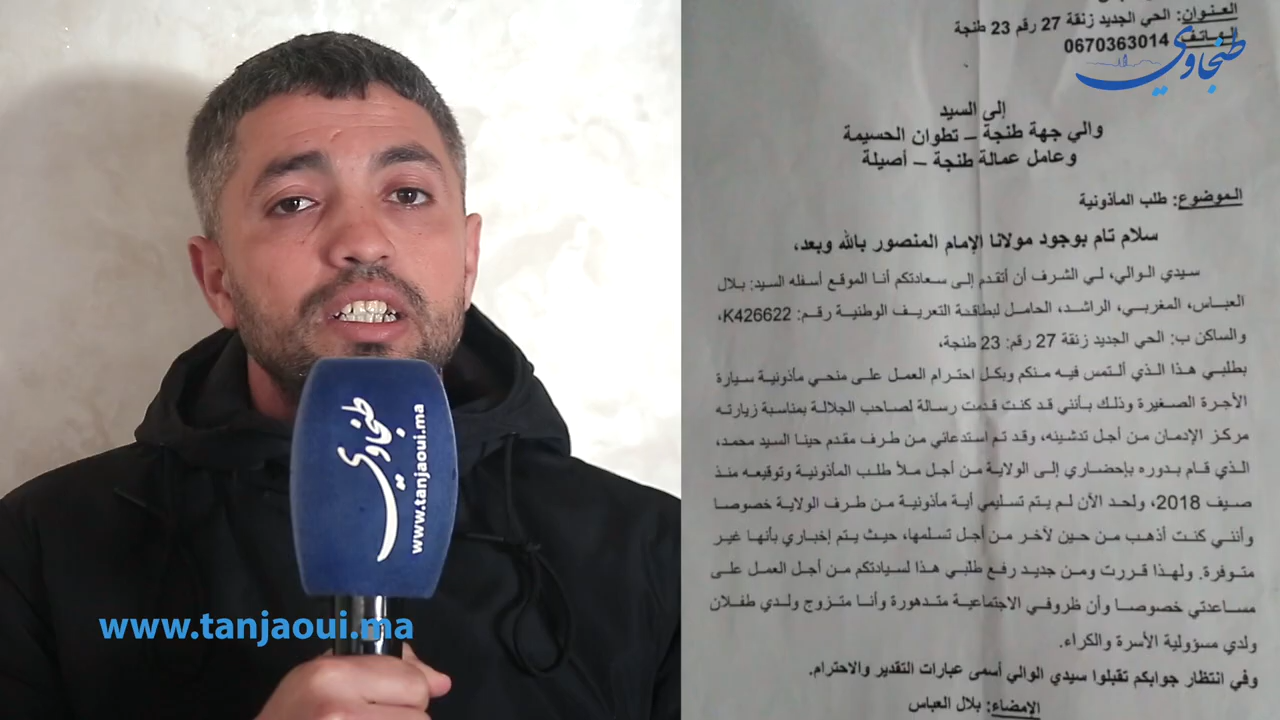 طنجاوي
www.tanjaoui.ma
www.tanjaoui.ma
العنوان: الحي الجديد زنقة 27 رقم 23 طنجة
الهاتف: 0670363014
طنجاوي
إلى السيد
والي جهة طنجة – تطوان الحسيمة
وعامل عمالة طنجة – أصيلة
الموضوع: طلب المأذونية
سلام تام بوجود مولانا الإمام المنصور بالله وبعد،
سيدي الوالي، لي الشرف أن أتقدم إلى سعادتكم أنا الموقع أسفله السيد: بلال
العباس، المغربي، الراشد، الحامل لبطاقة التعريف الوطنية رقم: K426622،
والساكن ب: الحي الجديد زنقة 27 رقم: 23 طنجة،
بطلبي هذا الذي ألتمس فيه منكم وبكل احترام العمل على منحي مأذونية سيارة
الأجرة الصغيرة وذلك بأنني قد كنت قدمت رسالة لصاحب الجلالة بمناسبة زيارته
مركز الإدمان من أجل تدشينه، وقد تم استدعائي من طرف مقدم حينا السيد محمد،
الذي قام بدوره بإحضاري إلى الولاية من أجل ملأ طلب المأذونية وتوقيعه منذ
صيف 2018، ولحد الآن لم يتم تسليمي أية مأذونية من طرف الولاية خصوصا
وأنني كنت أذهب من حين لآخر من أجل تسلمها، حيث يتم إخباري بأنها غير
متوفرة. ولهذا قررت ومن جديد رفع طلبي هذا لسيادتكم من أجل العمل على
مساعدتي خصوصا وأن ظروفي الاجتماعية متدهورة وأنا متزوج ولدي طفلان
ولدي مسؤولية الأسرة والكراء.
وفي انتظار جوابكم تقبلوا سيدي الوالي أسمى عبارات التقدير والاحترام.
الإمضاء: بلال العباس